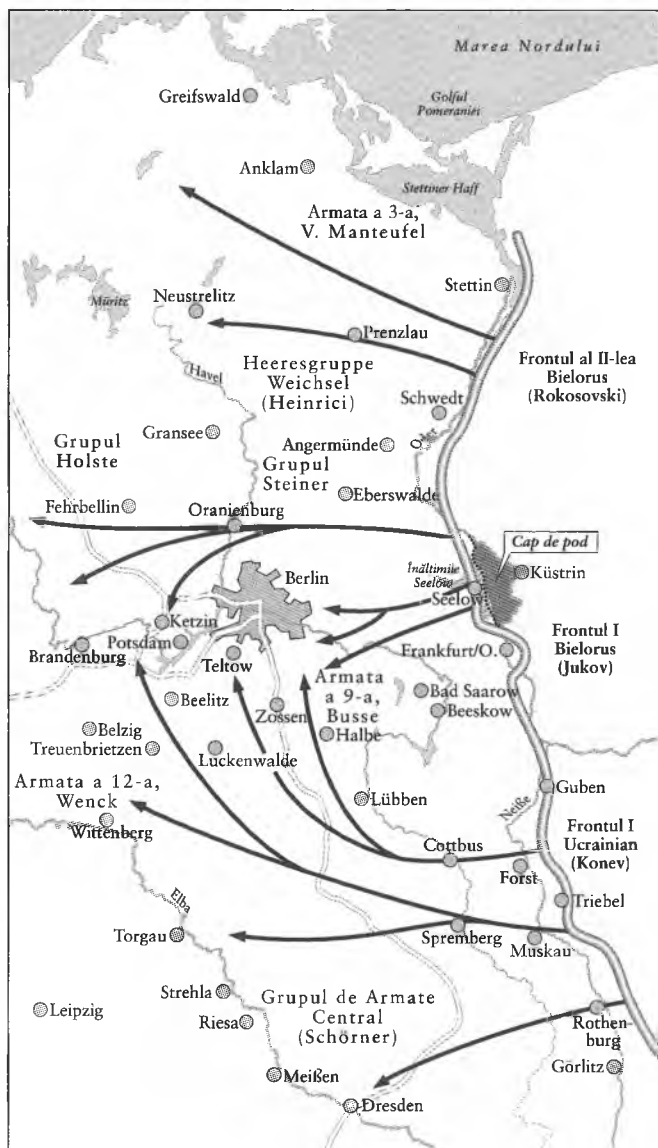 Marea Nordului
Greifswald
Golful
Pomeraniei
Anklam
Stettiner Haff
Armata a 3-a,
V. Manteufel
Stettin
Müritz
Neustrelitz
Prenzlau
Havel
Heeresgruppe
Weichsel
(Heinrici)
Frontul al II-lea
Bielorus
(Rokosovski)
Schwedt
Oder
Gransee
Angermünde
Grupul
Holste
Grupul
Steiner
Eberswalde
Fehrbellin
Oranienburg
Cap de pod
Berlin
Înălțimile
Seelow
Küstrin
Seelow
Ketzin
Potsdam
Brandenburg
Teltow
Frankfurt/O.
Frontul I
Bielorus
(Jukov)
Armata
a 9-a,
Busse
Bad Saarow
Beeskow
Beelitz
Zossen
Halbe
Belzig
Treuenbrietzen
Luckenwalde
Armata a 12-a,
Wenck
Wittenberg
Lübben
Guben
Neiße
Frontul I
Ucrainian
(Konev)
Cottbus
Forst
Triebel
Elba
Torgau
Spremberg
Muskau
Strehla
Leipzig
Riesa
Grupul de Armate
Central
(Schörner)
Rothen-
burg
Görlitz
Meißen
Dresden